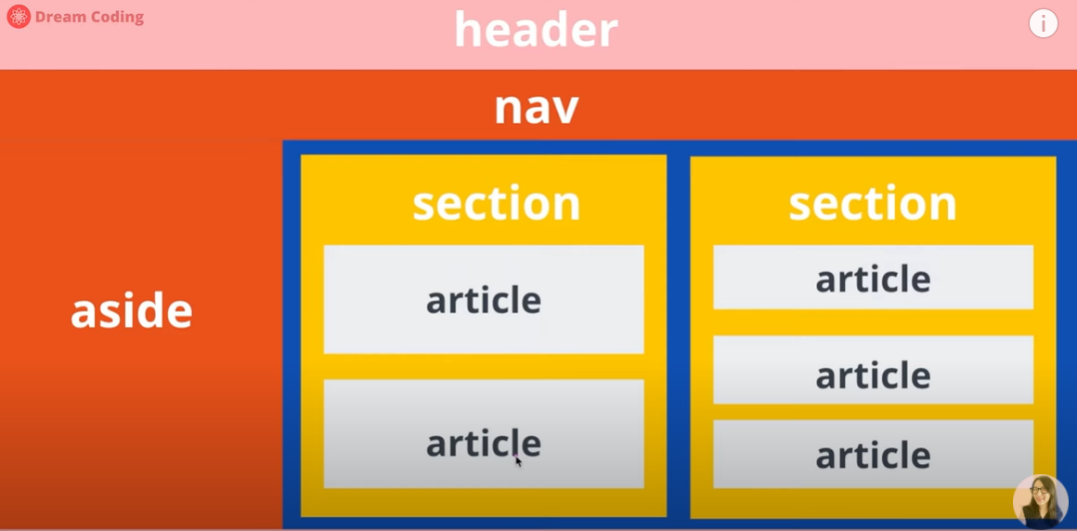 Dream Coding
header
i
nav
aside
section
article
article
section
article
article
article